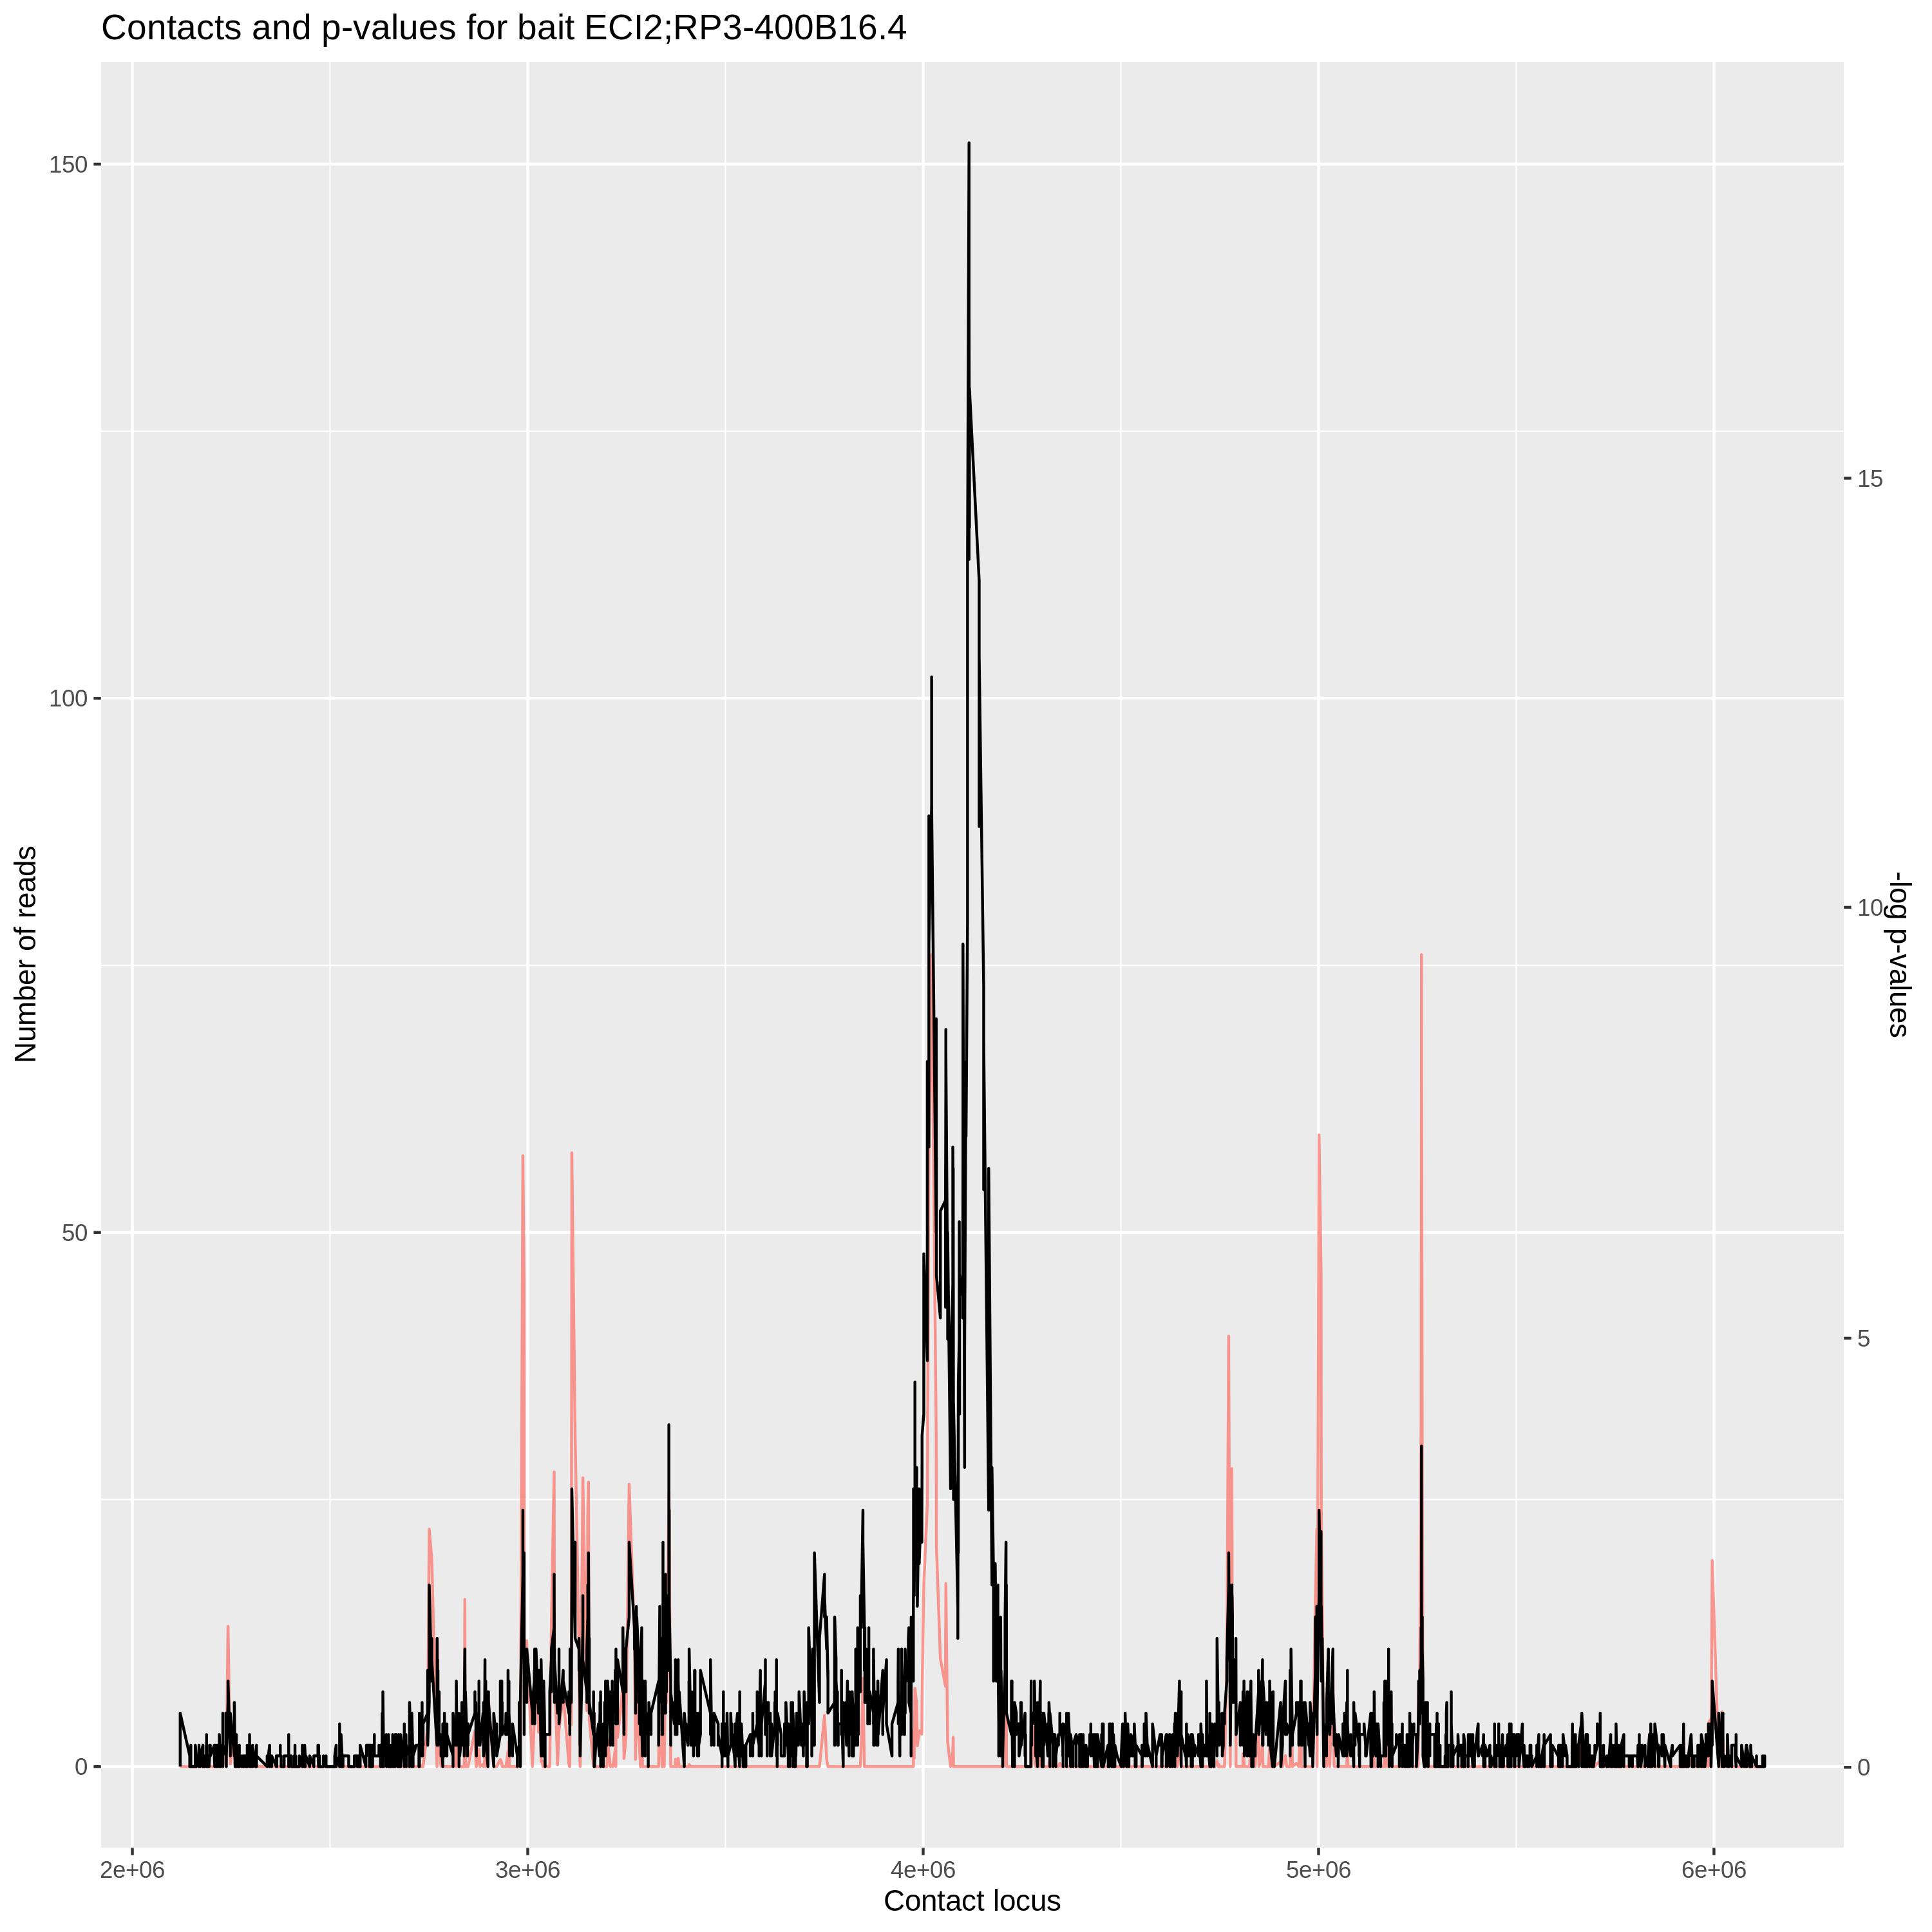 Contacts and p-values for bait ECI2;RP3-400B16.4
150
100
50
0
Number of reads
15
10
5
0
-log p-values
2e+06
3e+06
4e+06
5e+06
6e+06
Contact locus